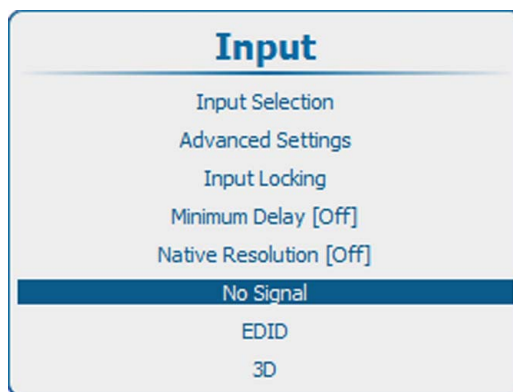 Input
Input Selection
Advanced Settings
Input Locking
Minimum Delay [Off]
Native Resolution [Off]
No Signal
EDID
3D